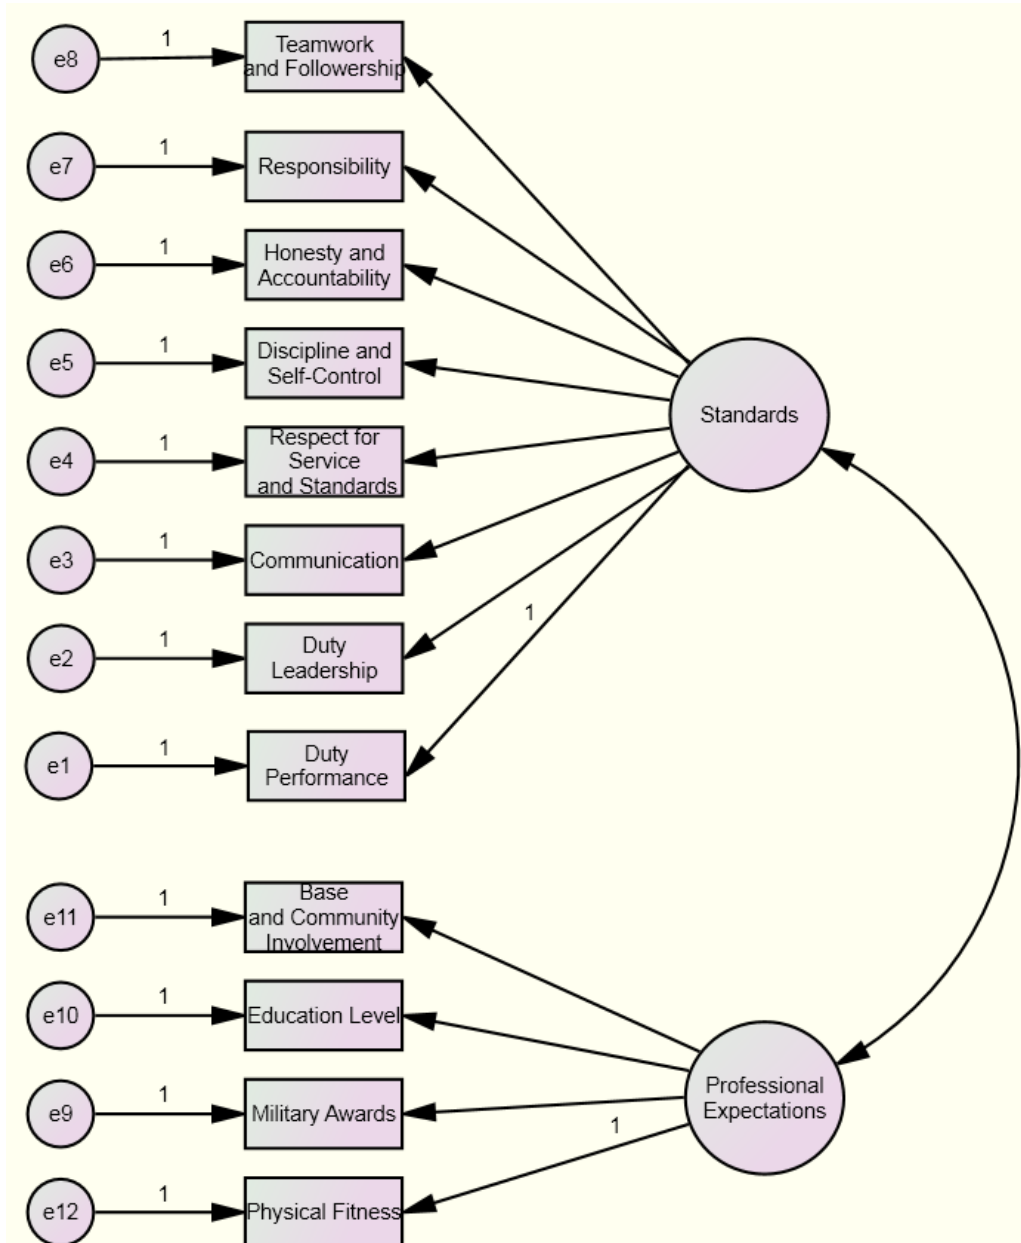 e8
1
Teamwork
and Followership
e7
1
Responsibility
e6
1
Honesty and
Accountability
e5
1
Discipline and
Self-Control
Standards
e4
1
Respect for
Service
and Standards
e3
1
Communication
e2
1
Duty
Leadership
1
e1
1
Duty
Performance
e11
1
Base
and Community
Involvement
e10
1
Education Level
e9
1
Military Awards
Professional
Expectations
1
e12
1
Physical Fitness